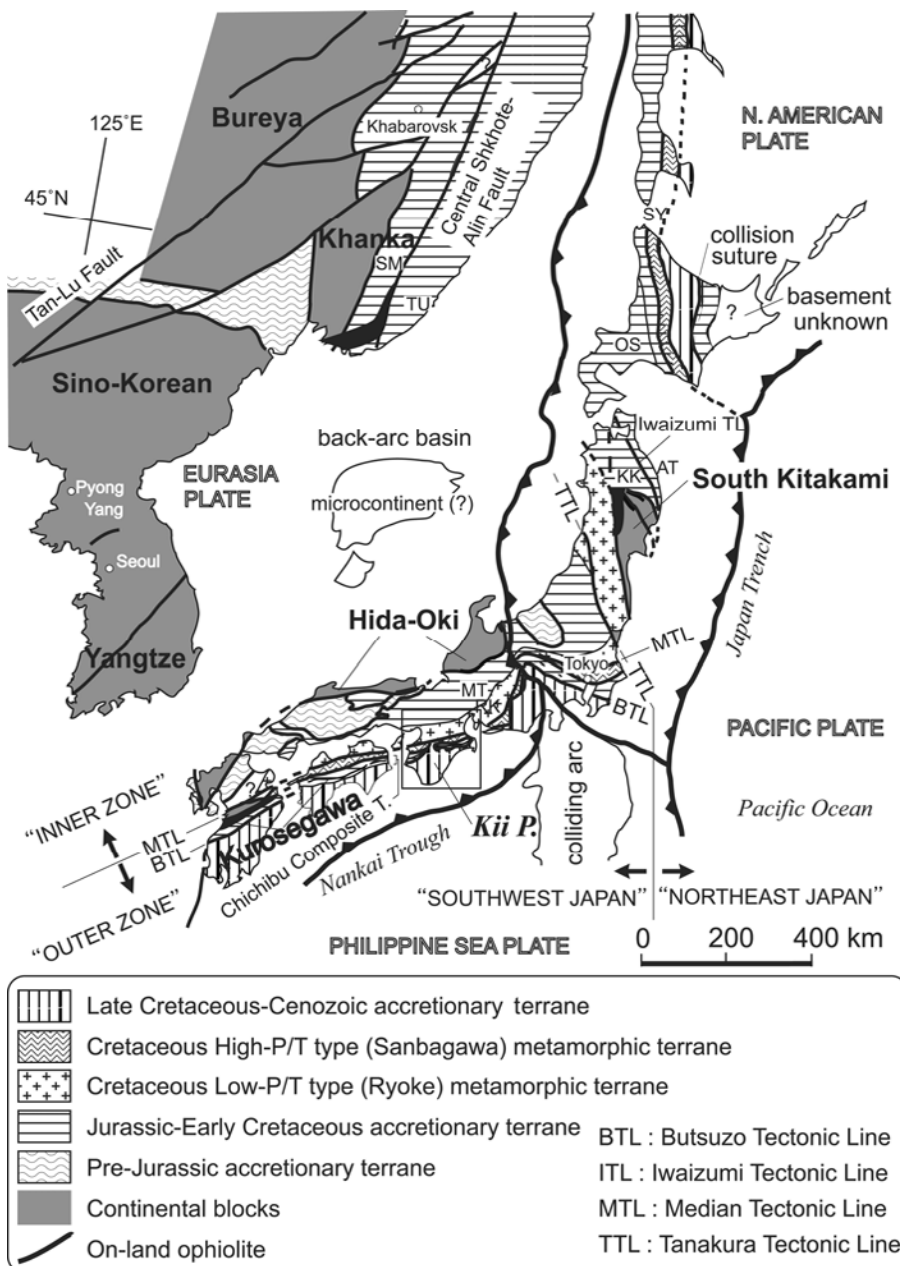 Bureya
125˚E
Khabarovsk
?
N. AMERICAN
PLATE
45˚N
Central Shkhote-
Alin Fault
Khanka
SM
TU
Tan-Lu Fault
SY
collision
suture
?
basement
unknown
OS
Sino-Korean
back-arc basin
Iwaizumi TL
EURASIA
PLATE
microcontinent (?)
KK
AT
South Kitakami
Pyong
Yang
TTL
Seoul
Japan Trench
Hida-Oki
Yangtze
MTL
Tokyo
MT
TTL
BTL
PACIFIC PLATE
?
"INNER ZONE"
Pacific Ocean
MTL
BTL
Kurosegawa
Chichibu Composite T.
Kii P.
colliding arc
Nankai Trough
"OUTER ZONE"
"SOUTHWEST JAPAN"
"NORTHEAST JAPAN"
PHILIPPINE SEA PLATE
0 200 400 km
Late Cretaceous-Cenozoic accretionary terrane
Cretaceous High-P/T type (Sanbagawa) metamorphic terrane
Cretaceous Low-P/T type (Ryoke) metamorphic terrane
Jurassic-Early Cretaceous accretionary terrane
Pre-Jurassic accretionary terrane
Continental blocks
On-land ophiolite
BTL : Butsuzo Tectonic Line
ITL : Iwaizumi Tectonic Line
MTL : Median Tectonic Line
TTL : Tanakura Tectonic Line